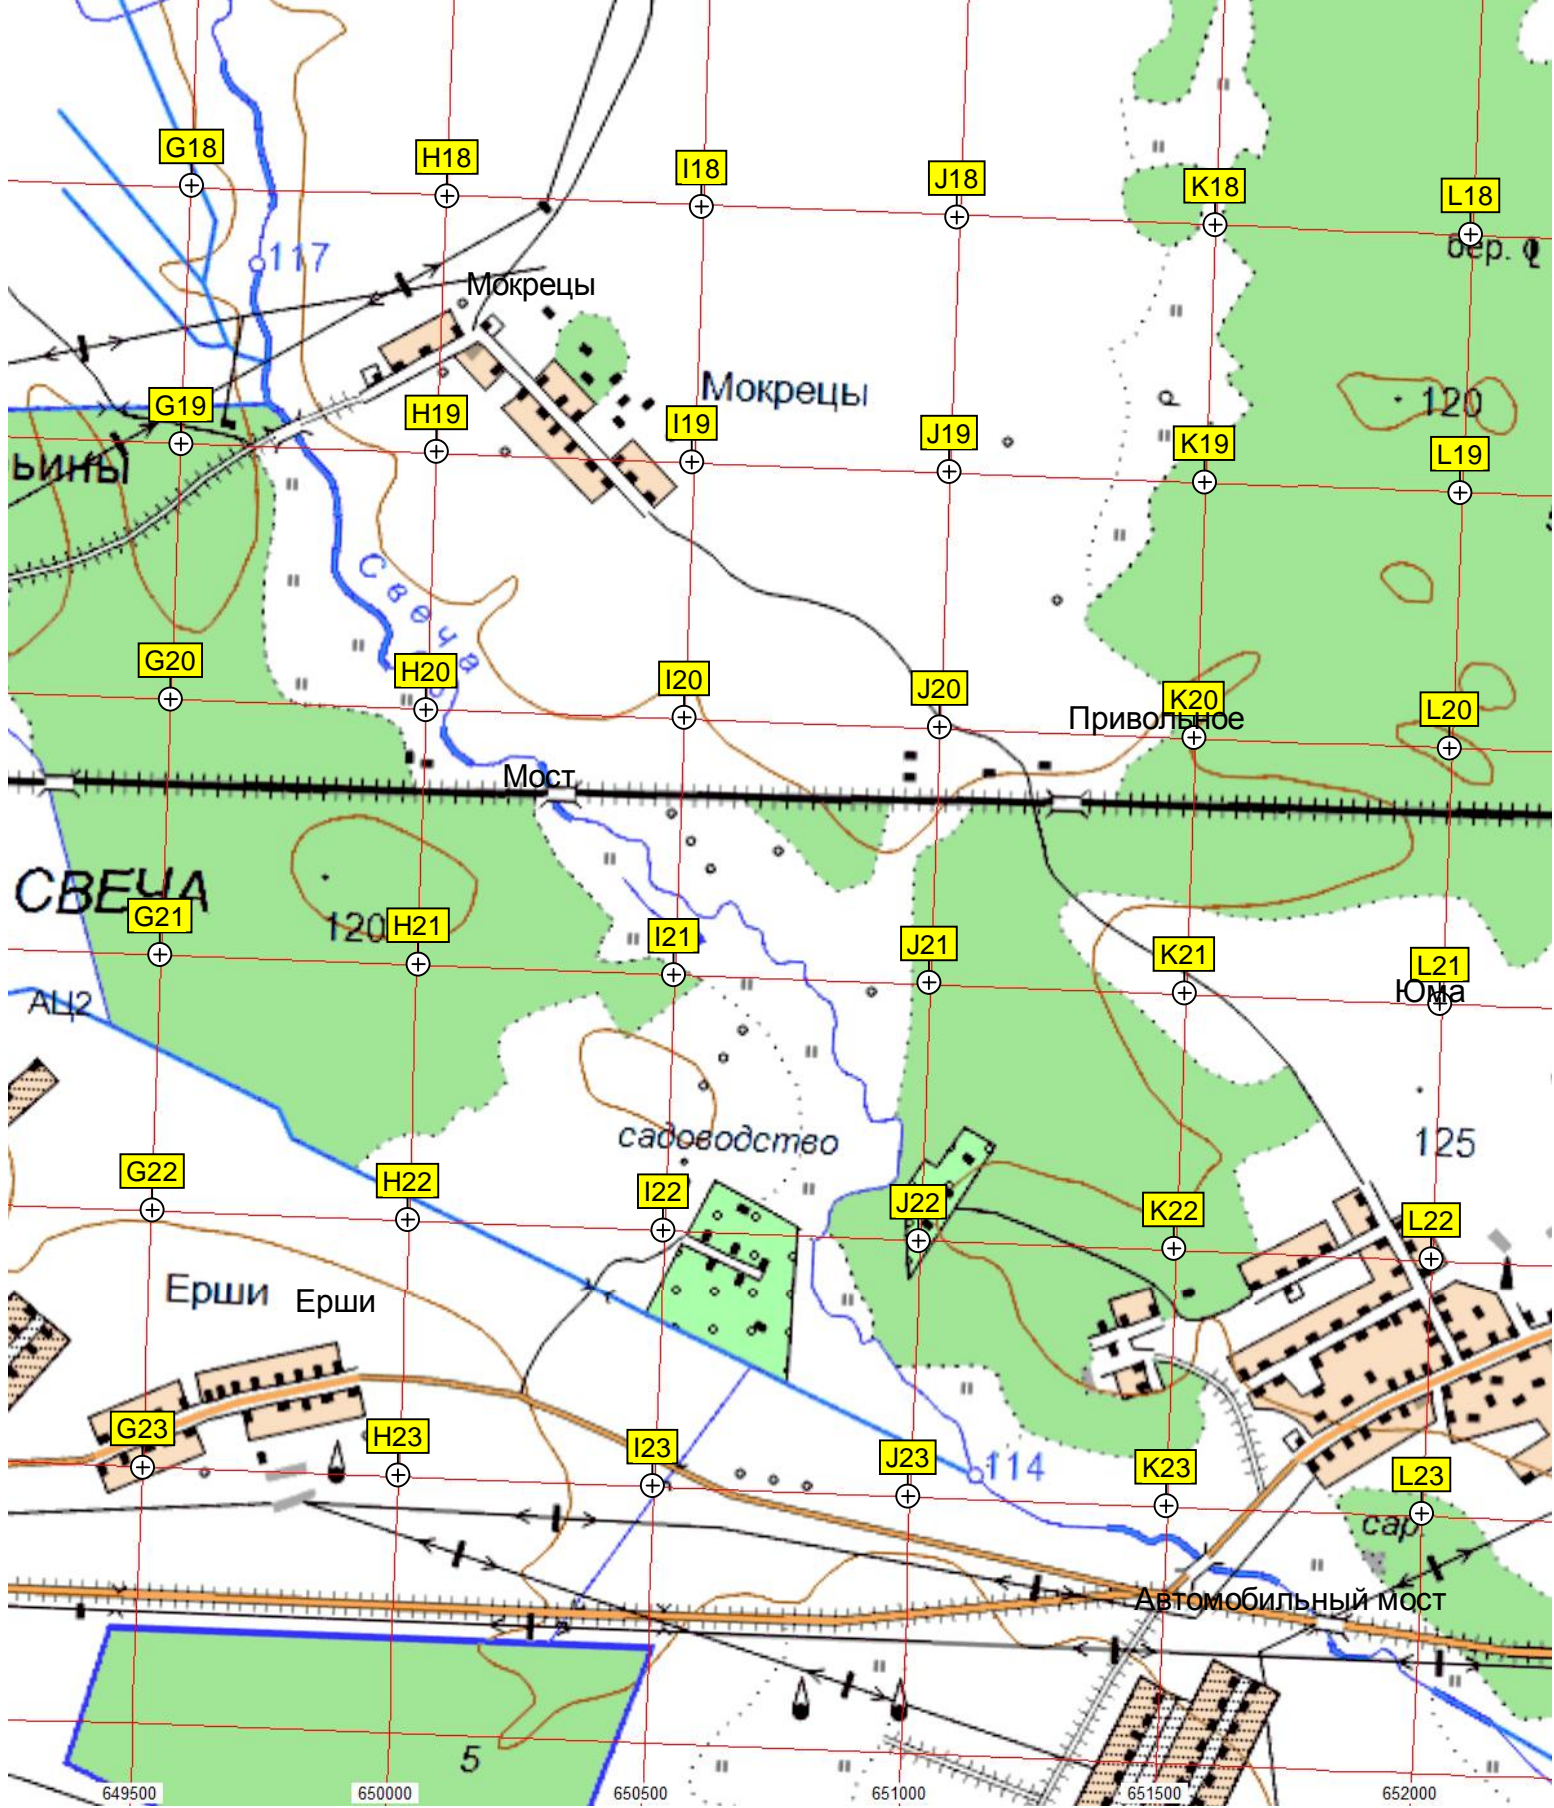 G18
H18
I18
J18
K18
L18
117
бер.
Мокрецы
Мокрецы
120
G19
H19
I19
J19
K19
L19
ьины
Свеча
G20
H20
I20
J20
K20
L20
Привольное
Мост
СВЕЧА
120
G21
H21
I21
J21
K21
L21
Юма
АЦ2
садоводство
125
G22
H22
I22
J22
K22
L22
Ерши
Ерши
G23
H23
I23
J23
K23
L23
114
сар.
Автомобильный мост
5
649500
650000
650500
651000
651500
652000